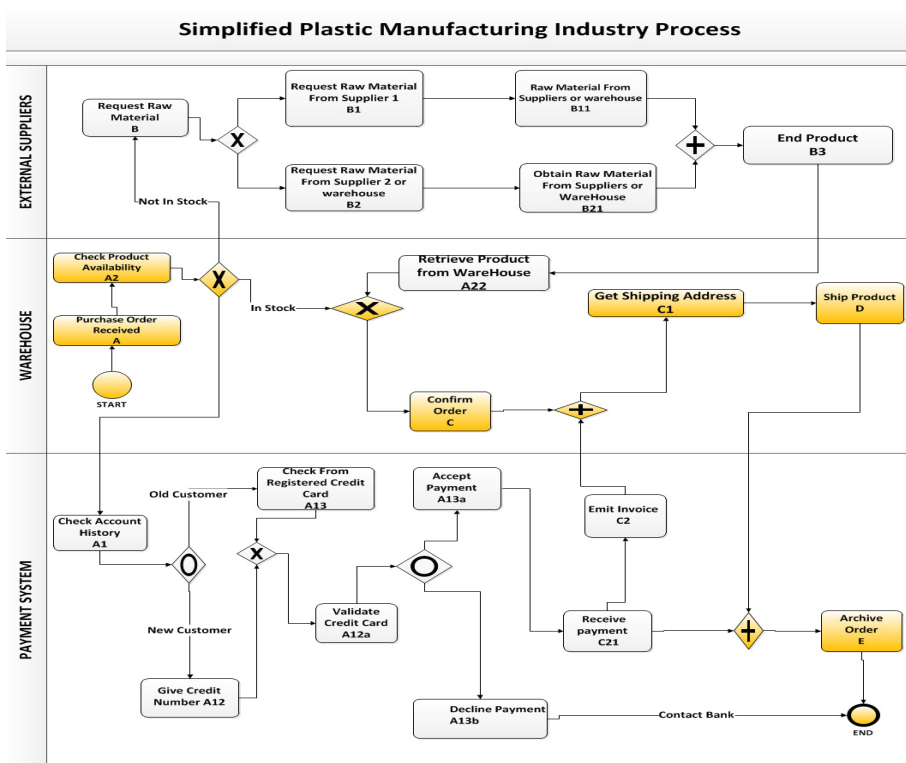 Simplified Plastic Manufacturing Industry Process
EXTERNAL SUPPLIERS
Request Raw
Material
B
X
Request Raw Material
From Supplier 1
B1
Raw Material From
Suppliers or warehouse
B11
Request Raw Material
From Supplier 2 or
warehouse
B2
Obtain Raw Material
From Suppliers or
WareHouse
B21
End Product
B3
Not In Stock
WAREHOUSE
Check Product
Availability
A2
Purchase Order
Received
A
START
X
In Stock
Retrieve Product
from WareHouse
A22
X
Get Shipping Address
C1
Ship Product
D
Confirm
Order
C
PAYMENT SYSTEM
Check Account
History
A1
Old Customer
New Customer
Check From
Registered Credit
Card
A13
X
Give Credit
Number A12
Validate
Credit Card
A12a
Accept
Payment
A13a
Decline Payment
A13b
Emit Invoice
C2
Receive
payment
C21
Contact Bank
Archive
Order
E
END